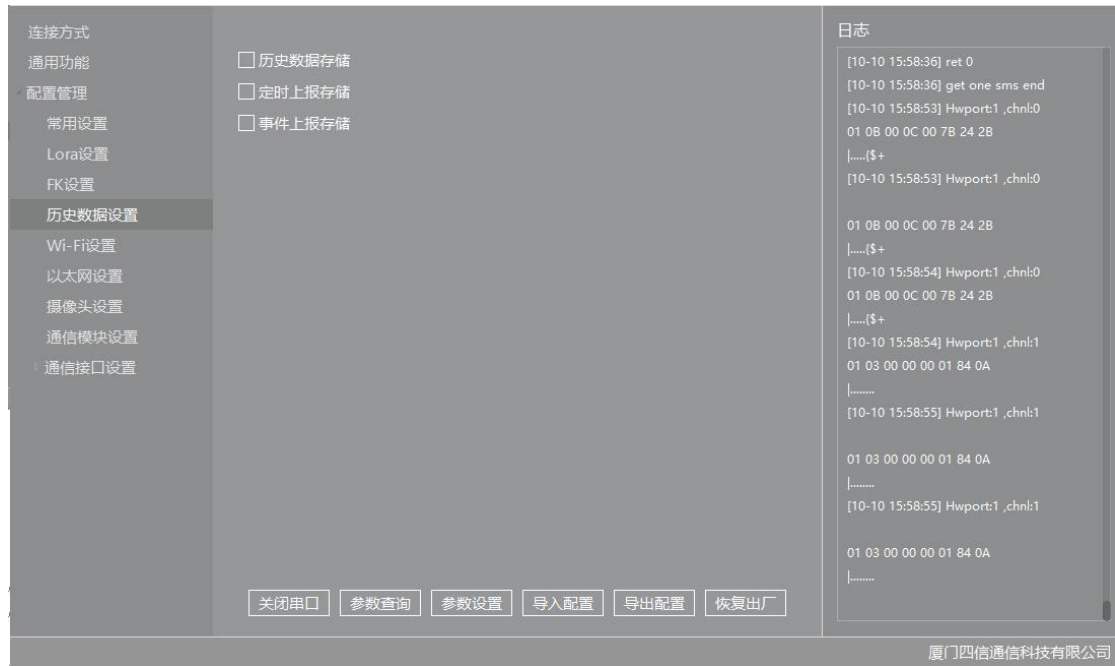 连接方式
通用功能
配置管理
常用设置
Lora设置
FK设置
历史数据设置
Wi-Fi设置
以太网设置
摄像头设置
通信模块设置
通信接口设置
历史数据存储
定时上报存储
事件上报存储
关闭串口 参数查询 参数设置 导入配置 导出配置 恢复出厂
日志
[10-10 15:58:36] ret 0
[10-10 15:58:36] get one sms end
[10-10 15:58:53] Hwport:1 ,chnl:0
01 0B 00 0C 00 7B 24 2B
|.....{$+
[10-10 15:58:53] Hwport:1 ,chnl:0
01 0B 00 0C 00 7B 24 2B
|.....{$+
[10-10 15:58:54] Hwport:1 ,chnl:0
01 0B 00 0C 00 7B 24 2B
|.....{$+
[10-10 15:58:54] Hwport:1 ,chnl:1
01 03 00 00 00 01 84 0A
|........
[10-10 15:58:55] Hwport:1 ,chnl:1
01 03 00 00 00 01 84 0A
|........
[10-10 15:58:55] Hwport:1 ,chnl:1
01 03 00 00 00 01 84 0A
|........
厦门四信通信科技有限公司